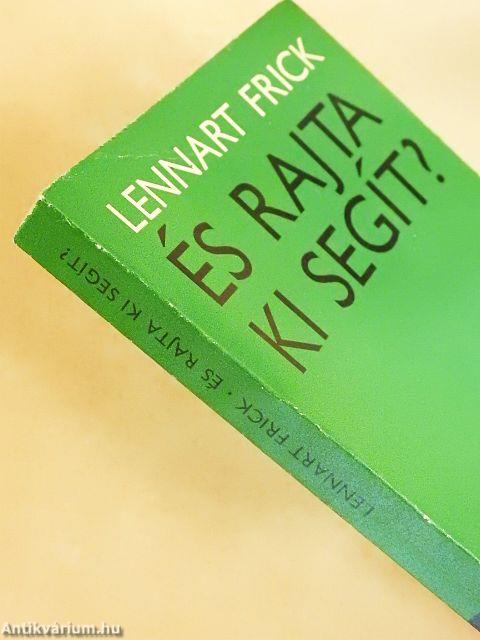 LENNART FRICK
ÉS RAJTA
KI SEGÍT?
LENNART FRICK • ÉS RAJTA KI SEGÍT?
Antikvárium.hu